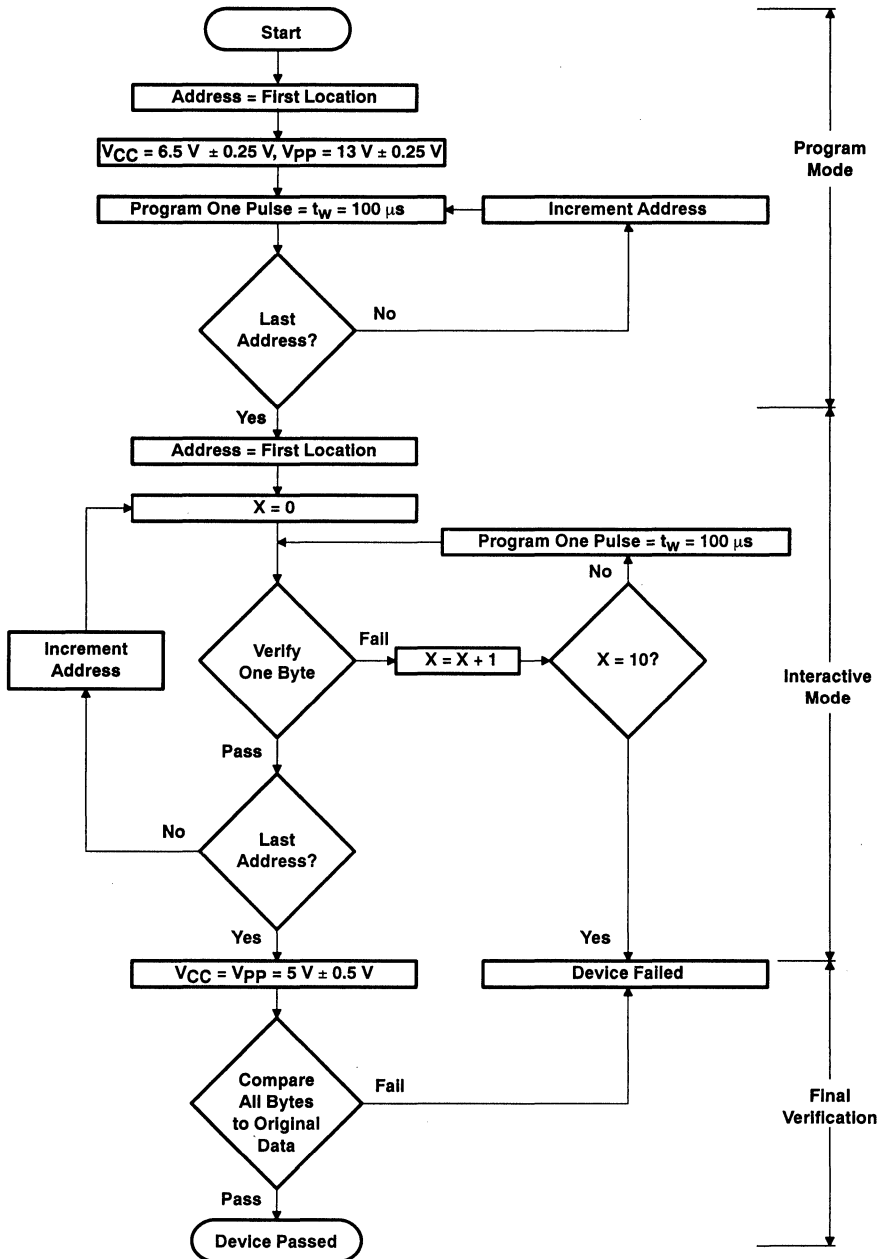 Start
Address = First Location
VCC = 6.5 V ± 0.25 V, VPP = 13 V ± 0.25 V
Program
Mode
Program One Pulse = tW = 100 µs
Increment Address
Last
Address?
No
Yes
Address = First Location
X = 0
Program One Pulse = tW = 100 µs
No
Increment
Address
Verify
One Byte
Fail
X = X + 1
X = 10?
Interactive
Mode
Pass
No
Last
Address?
Yes
Yes
VCC = VPP = 5 V ± 0.5 V
Device Failed
Compare
All Bytes
to Original
Data
Fail
Final
Verification
Pass
Device Passed